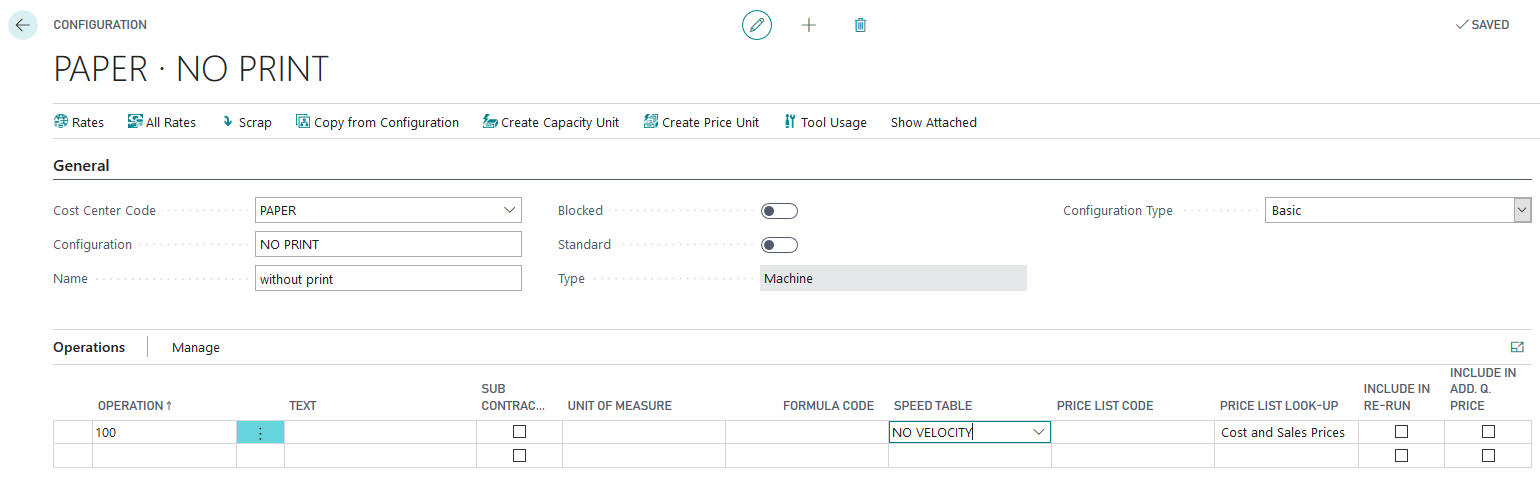 CONFIGURATION
SAVED
PAPER · NO PRINT
Rates All Rates Scrap Copy from Configuration Create Capacity Unit Create Price Unit Tool Usage Show Attached
General
Cost Center Code PAPER Blocked Configuration Type Basic
Configuration NO PRINT Standard
Name without print Type Machine
Operations Manage
OPERATION↑ TEXT SUB CONTRAC... UNIT OF MEASURE FORMULA CODE SPEED TABLE PRICE LIST CODE PRICE LIST LOOK-UP INCLUDE IN RE-RUN INCLUDE IN ADD. Q. PRICE
100 NO VELOCITY Cost and Sales Prices